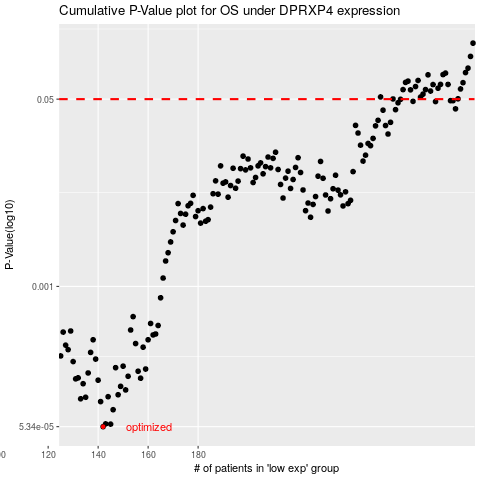 Cumulative P-Value plot for OS under DPRXP4 expression
P-Value(log10)
0.05
0.001
5.34e-05
optimized
00 120 140 160 180
# of patients in 'low exp' group